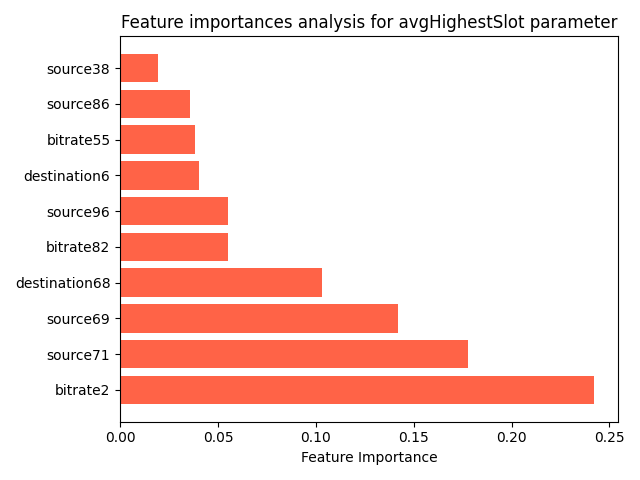 Feature importances analysis for avgHighestSlot parameter
source38
source86
bitrate55
destination6
source96
bitrate82
destination68
source69
source71
bitrate2
0.00 0.05 0.10 0.15 0.20 0.25
Feature Importance